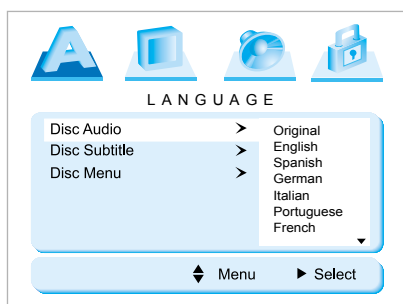 LANGUAGE
Disc Audio
Disc Subtitle
Disc Menu
Original
English
Spanish
German
Italian
Portuguese
French
Menu
Select